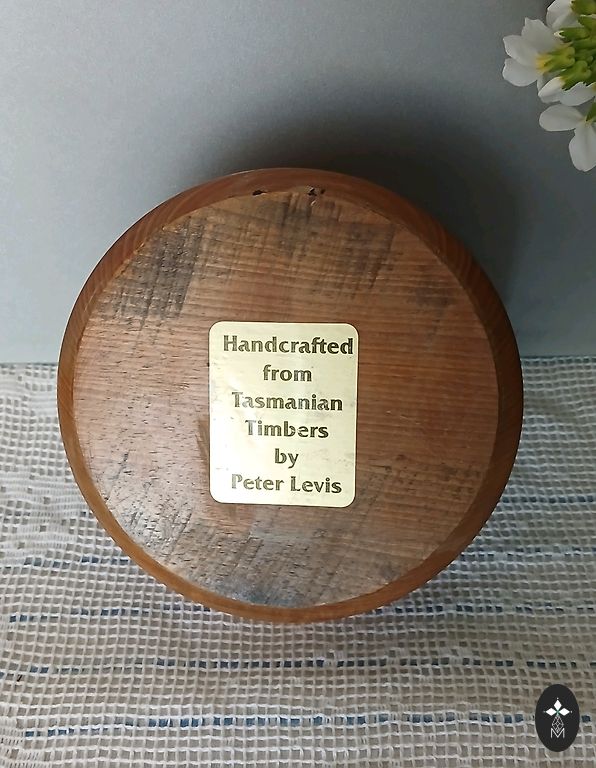 Handcrafted
from
Tasmanian
Timbers
by
Peter Levis
M